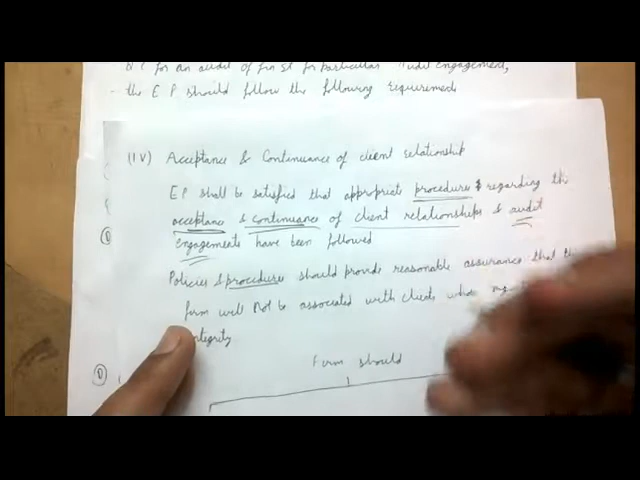 for an audit of fin st for particular Audit engagement,
- the E P should follow the following requirements
(IV) Acceptance & Continuance of client relationship
EP shall be satisfied that appropriate procedures regarding th
acceptance & continuance of client relationships & audit
engagements have been followed
Policies & procedures should provide reasonable assurance that th
firm will Not be associated with clients
integrity
Firm should